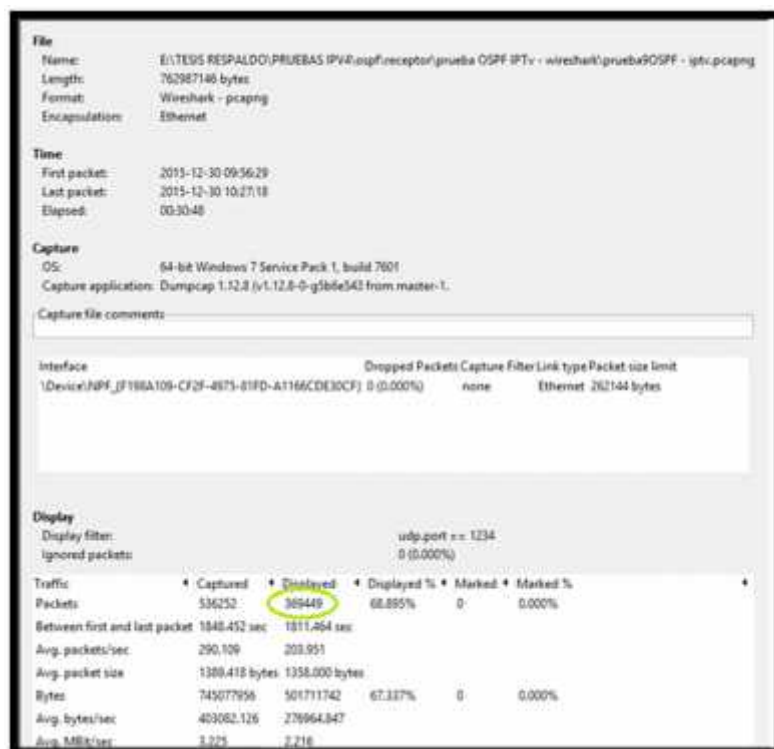 File
Name: E:\TESIS RESPALDO\PRUEBAS IPV4\ospf\receptor\prueba OSPF IPTv - wireshark\prueba9OSPF - iptv.pcapng
Length: 762987146 bytes
Format: Wireshark - pcapng
Encapsulation: Ethernet
Time
First packet: 2015-12-30 09:56:29
Last packet: 2015-12-30 10:27:18
Elapsed: 00:30:48
Capture
OS: 64-bit Windows 7 Service Pack 1, build 7601
Capture application: Dumpcap 1.12.8 (v1.12.8-0-g5b6e543 from master-1.
Capture file comments
Interface Dropped Packets Capture Filter Link type Packet size limit
\Device\NPF_{F198A109-CF2F-4975-81FD-A1166CDE30CF} 0 (0.000%) none Ethernet 262144 bytes
Display
Display filter: udp.port == 1234
Ignored packets: 0 (0.000%)
Traffic Captured Displayed Displayed % Marked Marked %
Packets 536252 369449 68.895% 0 0.000%
Between first and last packet 1848.452 sec 1811.464 sec
Avg. packets/sec 290.109 203.951
Avg. packet size 1389.418 bytes 1358.000 bytes
Bytes 745077956 501711742 67.337% 0 0.000%
Avg. bytes/sec 403082.126 276964.847
Avg. MBit/sec 3.225 2.216